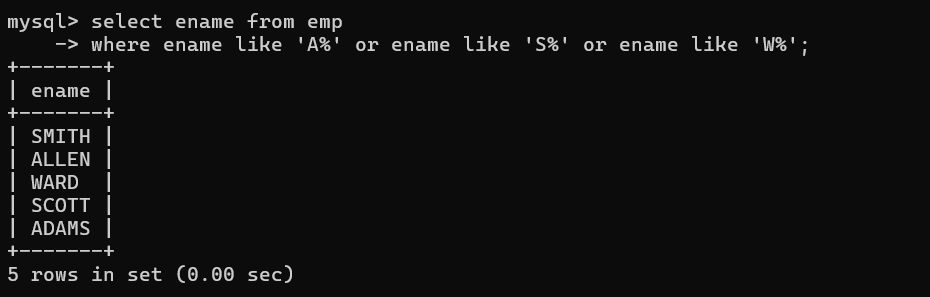 mysql> select ename from emp
    -> where ename like 'A%' or ename like 'S%' or ename like 'W%';
+-------+
| ename |
+-------+
| SMITH |
| ALLEN |
| WARD  |
| SCOTT |
| ADAMS |
+-------+
5 rows in set (0.00 sec)